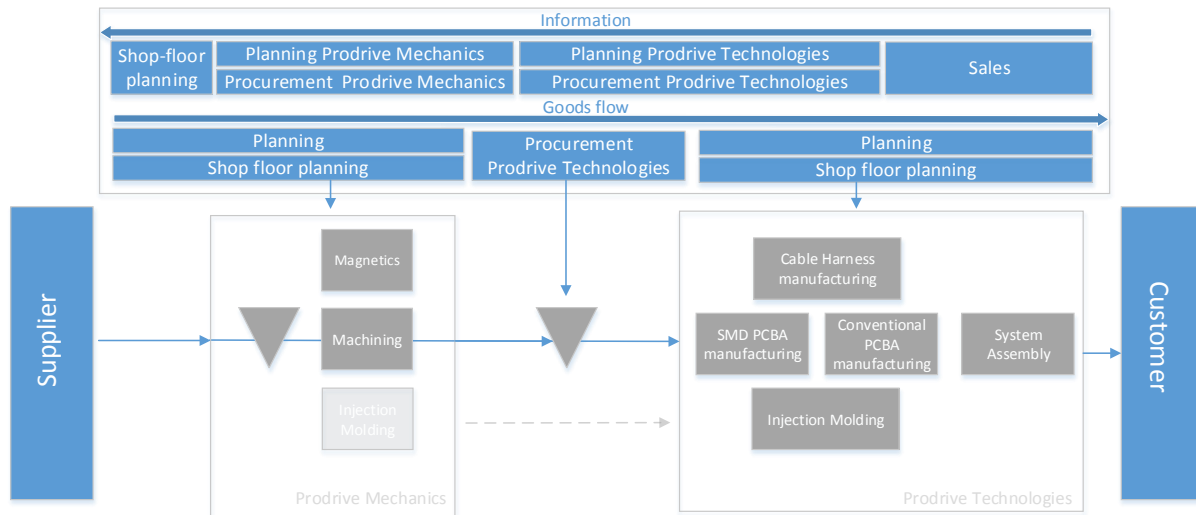 Information
Shop-floor
planning
Planning Prodrive Mechanics
Procurement Prodrive Mechanics
Planning Prodrive Technologies
Procurement Prodrive Technologies
Sales
Goods flow
Planning
Shop floor planning
Procurement
Prodrive Technologies
Planning
Shop floor planning
Supplier
Magnetics
Machining
Injection
Molding
Prodrive Mechanics
Cable Harness
manufacturing
SMD PCBA
manufacturing
Conventional
PCBA
manufacturing
System
Assembly
Injection Molding
Prodrive Technologies
Customer